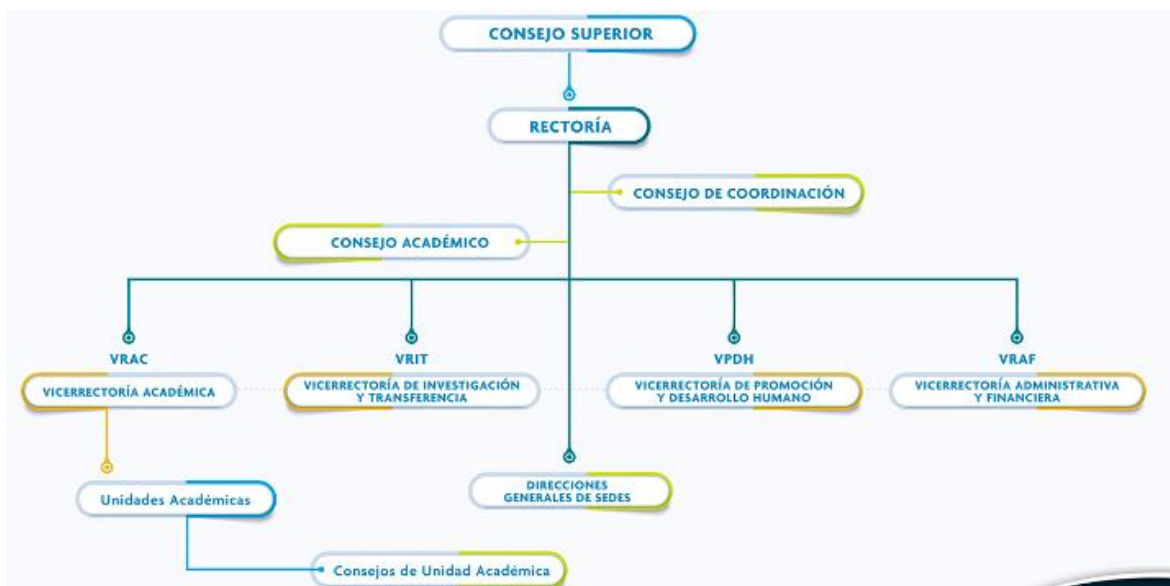 CONSEJO SUPERIOR
RECTORÍA
CONSEJO DE COORDINACIÓN
CONSEJO ACADÉMICO
VRAC
VICERRECTORÍA ACADÉMICA
VRIT
VICERRECTORÍA DE INVESTIGACIÓN
Y TRANSFERENCIA
VPDH
VICERRECTORÍA DE PROMOCIÓN
Y DESARROLLO HUMANO
VRAF
VICERRECTORÍA ADMINISTRATIVA
Y FINANCIERA
Unidades Académicas
DIRECCIONES
GENERALES DE SEDES
Consejos de Unidad Académica